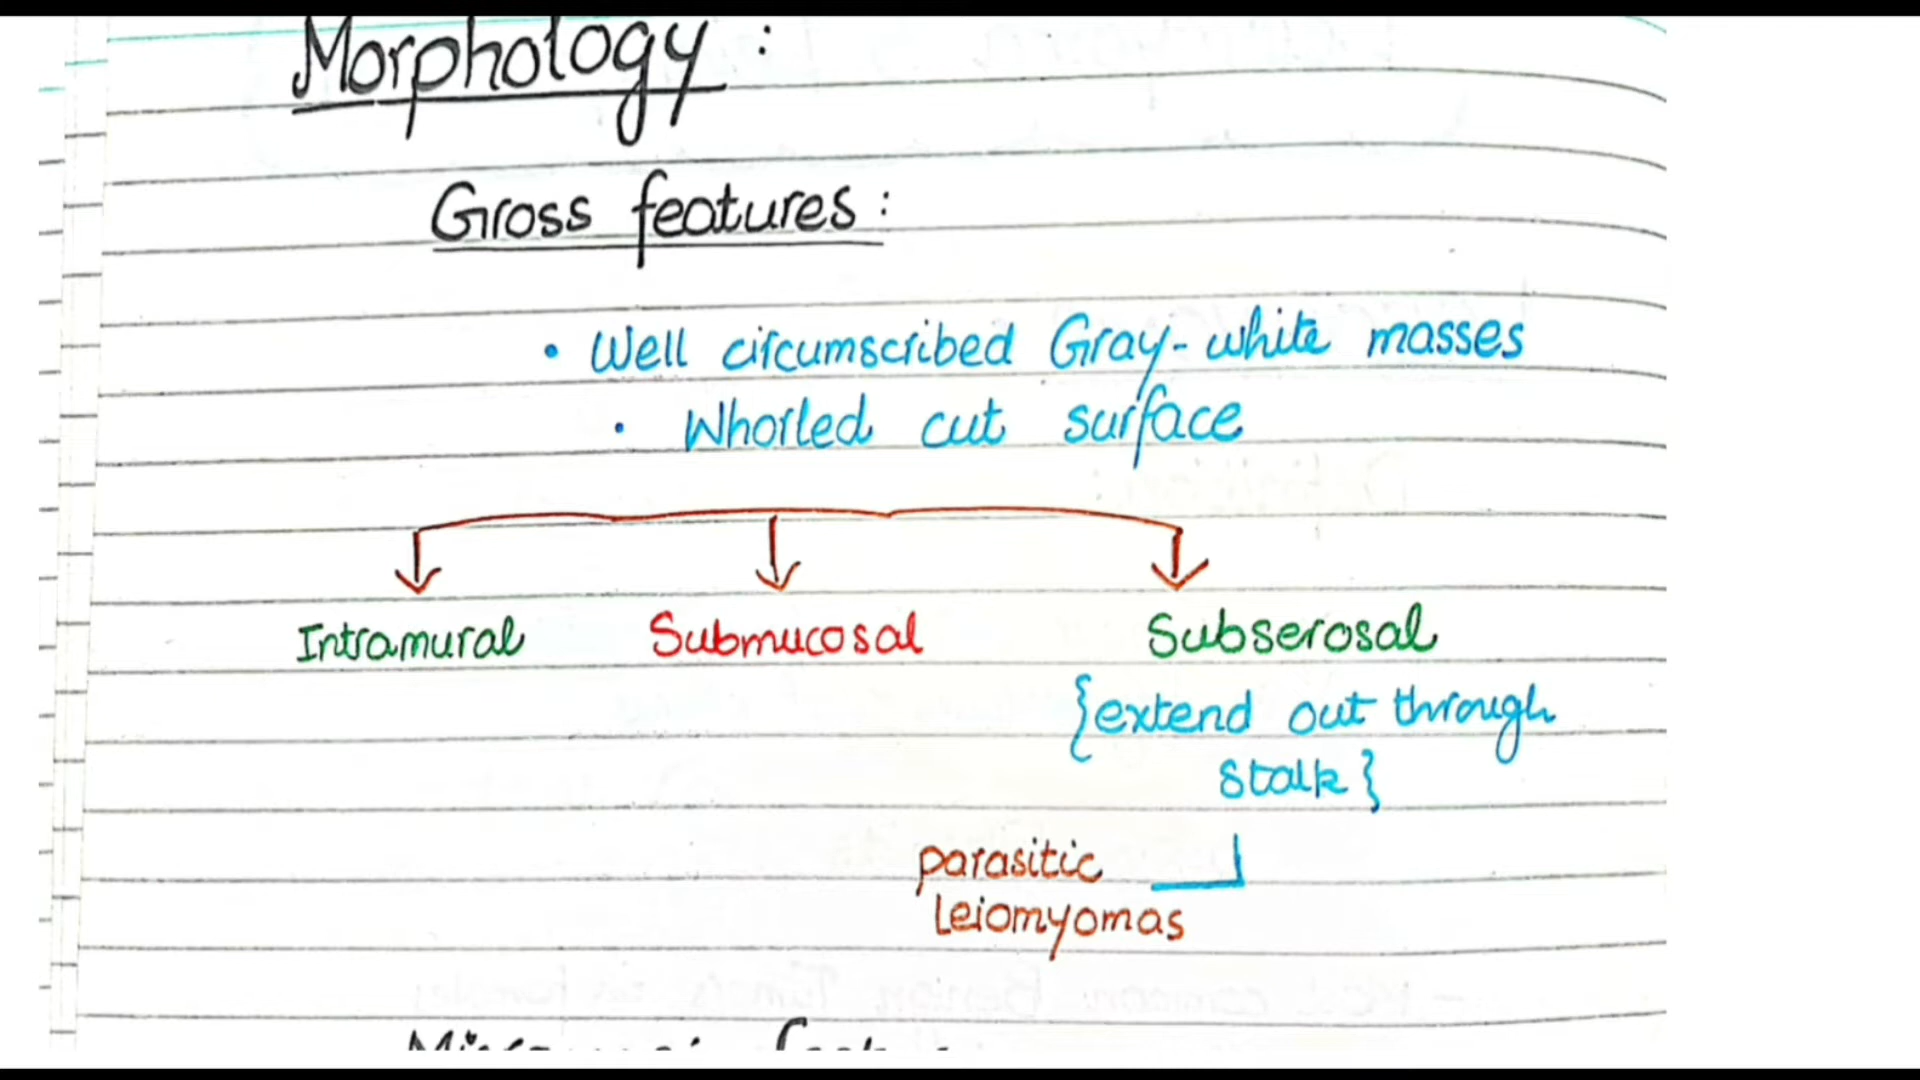 Morphology :
Gross features :
• Well circumscribed Gray-white masses
• Whorled cut surface
Intramural Submucosal Subserosal
{extend out through
stalk}
parasitic
leiomyomas